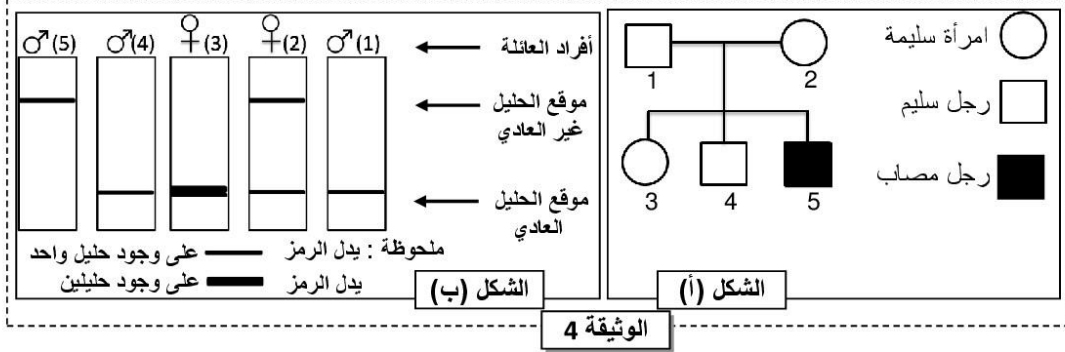 امرأة سليمة
رجل سليم
رجل مصاب
1
2
3
4
5
الشكل (أ)
♂(5) ♂(4) ♀(3) ♀(2) ♂(1)
أفراد العائلة
موقع الحليل
غير العادي
موقع الحليل
العادي
ملحوظة : يدل الرمز على وجود حليل واحد
يدل الرمز على وجود حليلين
الشكل (ب)
الوثيقة 4